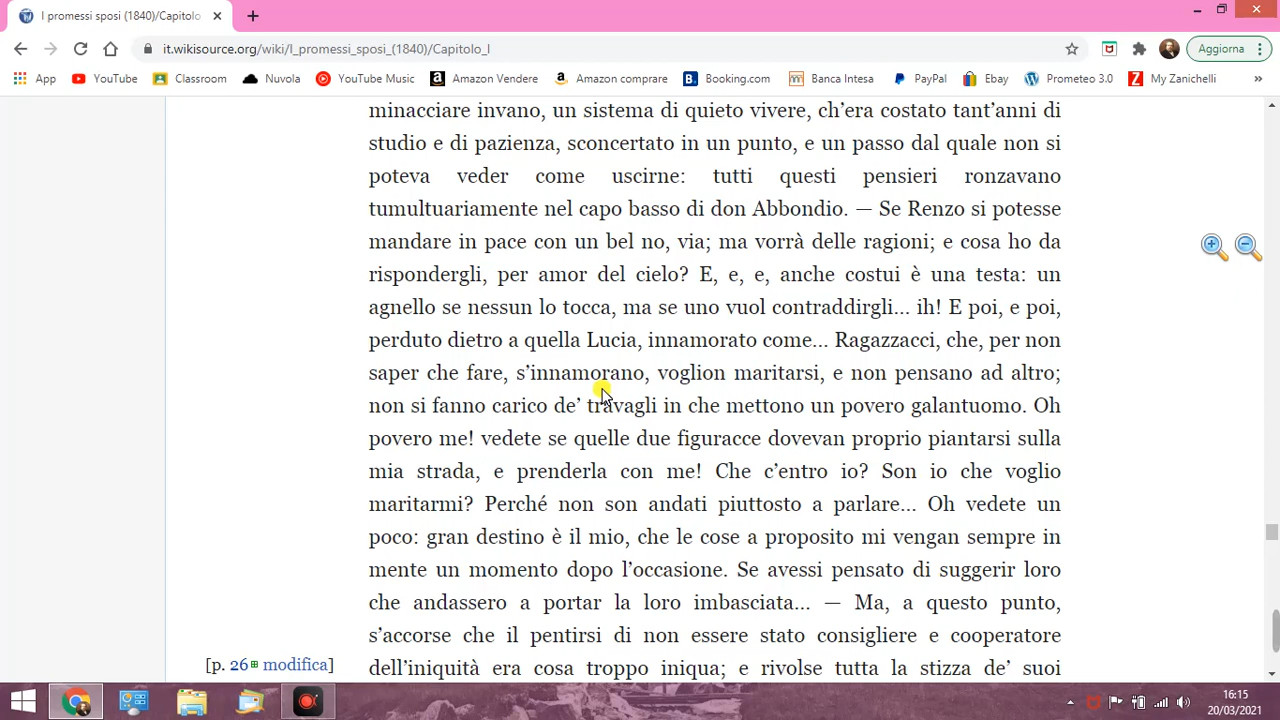 I promessi sposi (1840)/Capitolo
it.wikisource.org/wiki/I_promessi_sposi_(1840)/Capitolo_I
Aggiorna
App YouTube Classroom Nuvola YouTube Music Amazon Vendere Amazon comprare Booking.com Banca Intesa PayPal Ebay Prometeo 3.0 My Zanichelli »
minacciare invano, un sistema di quieto vivere, ch’era costato tant’anni di
studio e di pazienza, sconcertato in un punto, e un passo dal quale non si
poteva veder come uscirne: tutti questi pensieri ronzavano
tumultuariamente nel capo basso di don Abbondio. — Se Renzo si potesse
mandare in pace con un bel no, via; ma vorrà delle ragioni; e cosa ho da
rispondergli, per amor del cielo? E, e, e, anche costui è una testa: un
agnello se nessun lo tocca, ma se uno vuol contraddirgli... ih! E poi, e poi,
perduto dietro a quella Lucia, innamorato come... Ragazzacci, che, per non
saper che fare, s’innamorano, voglion maritarsi, e non pensano ad altro;
non si fanno carico de’ travagli in che mettono un povero galantuomo. Oh
povero me! vedete se quelle due figuracce dovevan proprio piantarsi sulla
mia strada, e prenderla con me! Che c’entro io? Son io che voglio
maritarmi? Perché non son andati piuttosto a parlare... Oh vedete un
poco: gran destino è il mio, che le cose a proposito mi vengan sempre in
mente un momento dopo l’occasione. Se avessi pensato di suggerir loro
che andassero a portar la loro imbasciata... — Ma, a questo punto,
s’accorse che il pentirsi di non essere stato consigliere e cooperatore
[p. 26 modifica]
dell’iniquità era cosa troppo iniqua; e rivolse tutta la stizza de’ suoi
16:15
20/03/2021